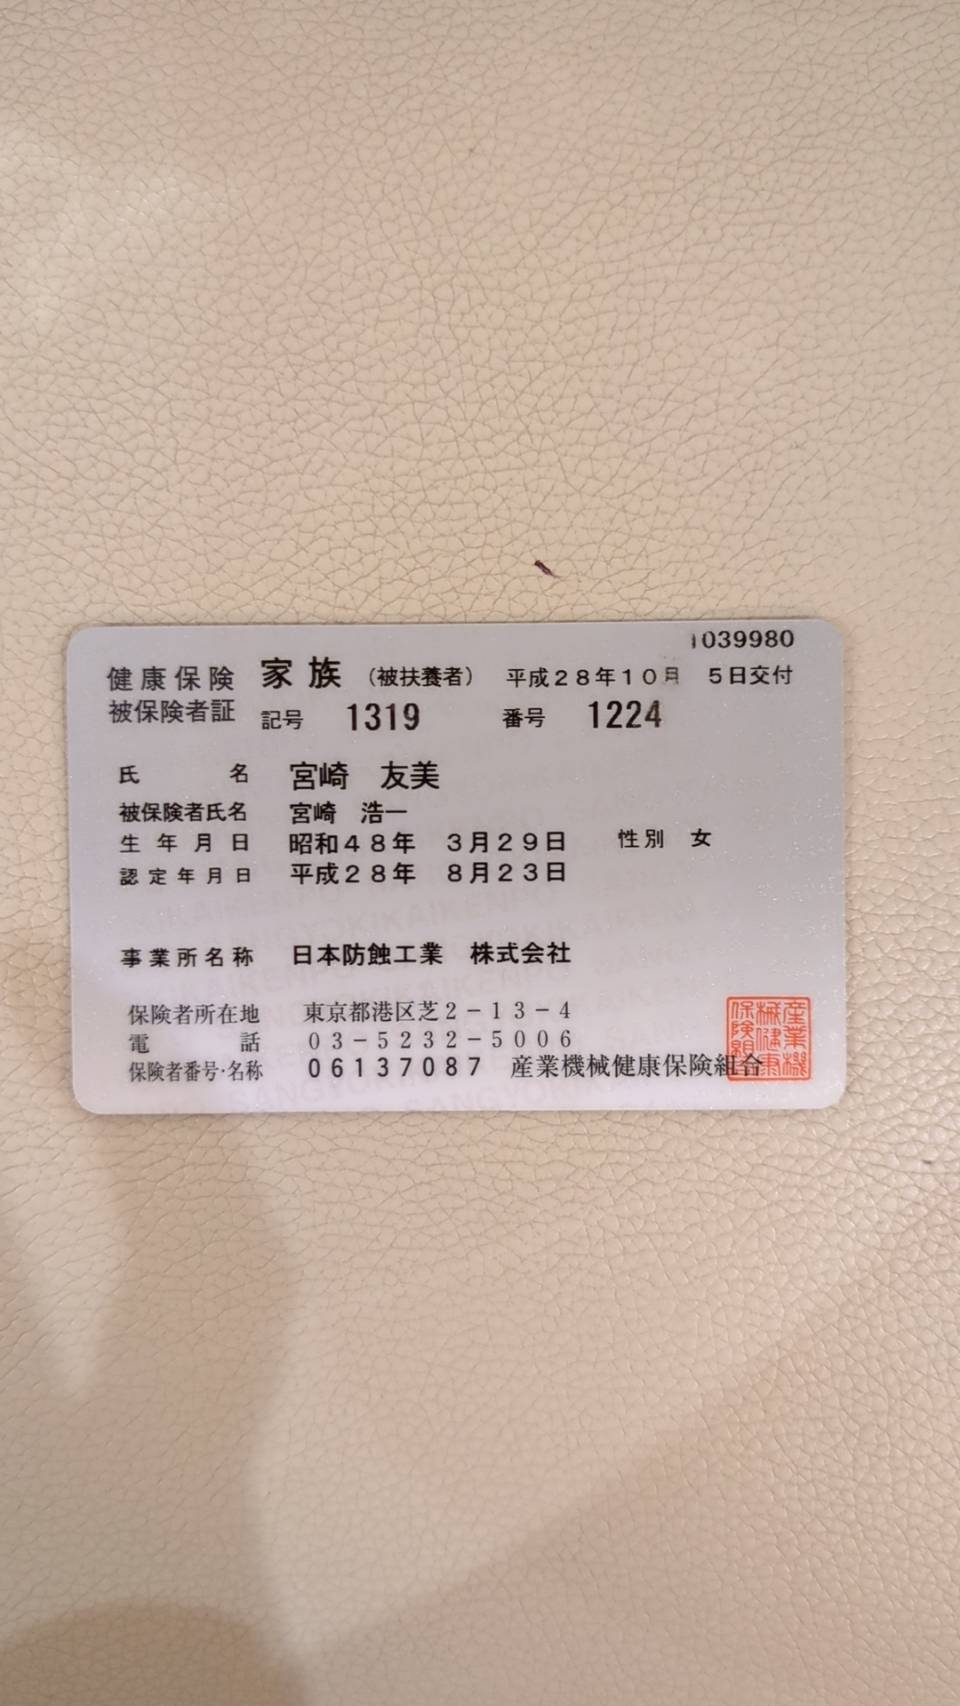 1039980
健康保険 家族 （被扶養者） 平成28年10月 5日交付
被保険者証 記号 1319 番号 1224
氏名 宮崎 友美
被保険者氏名 宮崎 浩一
生年月日 昭和48年 3月29日 性別 女
認定年月日 平成28年 8月23日
事業所名称 日本防蝕工業 株式会社
保険者所在地 東京都港区芝2-13-4
電話 03-5232-5006
保険者番号・名称 06137087 産業機械健康保険組合